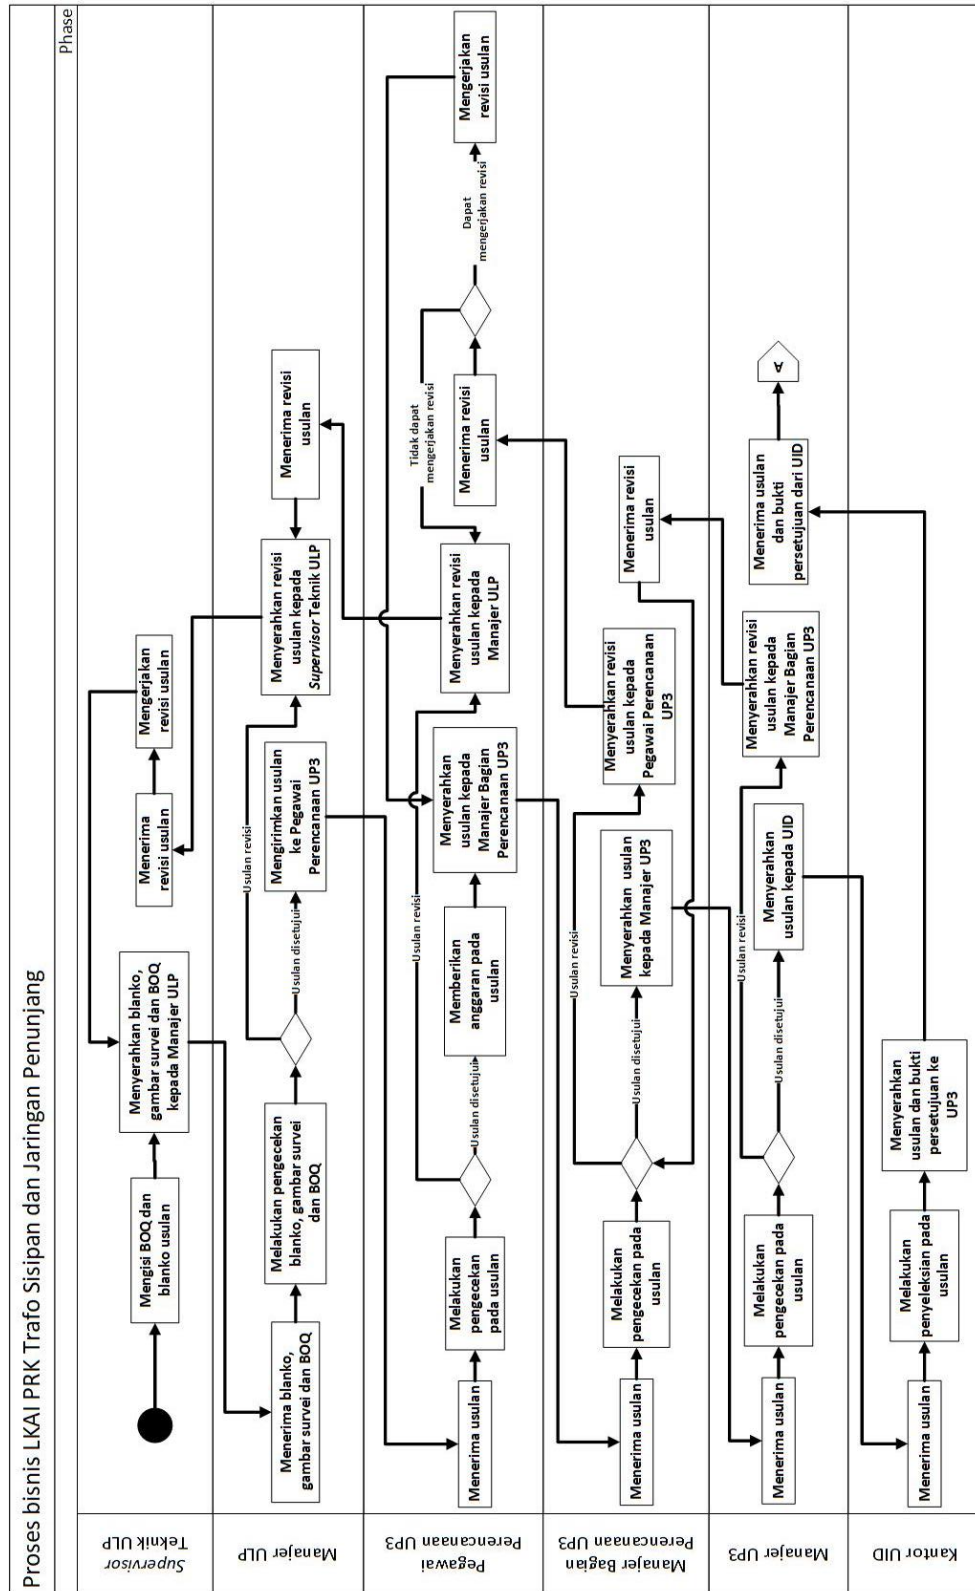 Proses bisnis LKAI PRK Trafo Sisipan dan Jaringan Penunjang
Phase
Supervisor
Teknik ULP
Mengisi BOQ dan
blanko usulan
Menyerahkan blanko,
gambar survei dan BOQ
kepada Manajer ULP
Menerima
revisi usulan
Mengerjakan
revisi usulan
Manajer
ULP
Menerima blanko,
gambar survei dan BOQ
Melakukan pengecekan
blanko, gambar survei
dan BOQ
Usulan revisi
Usulan disetujui
Mengirimkan usulan
ke Pegawai
Perencanaan UP3
Menyerahkan revisi
usulan kepada
Supervisor Teknik ULP
Menerima revisi
usulan
Pegawai
Perencanaan UP3
Menerima usulan
Melakukan
pengecekan
pada usulan
Usulan revisi
Usulan disetujui
Memberikan
anggaran pada
usulan
Menyerahkan
usulan kepada
Manajer Bagian
Perencanaan UP3
Menyerahkan revisi
usulan kepada
Manajer ULP
Tidak dapat
mengerjakan revisi
Menerima revisi
usulan
Dapat
mengerjakan revisi
Mengerjakan
revisi usulan
Manajer Bagian
Perencanaan UP3
Menerima usulan
Melakukan
pengecekan pada
usulan
Usulan revisi
Usulan disetujui
Menyerahkan usulan
kepada Manajer UP3
Menyerahkan revisi
usulan kepada
Pegawai Perencanaan
UP3
Menerima revisi
usulan
Manajer UP3
Menerima usulan
Melakukan
pengecekan pada
usulan
Usulan revisi
Usulan disetujui
Menyerahkan
usulan kepada UID
Menyerahkan revisi
usulan kepada
Manajer Bagian
Perencanaan UP3
Menerima usulan
dan bukti
persetujuan dari UID
A
Kantor UID
Menerima usulan
Melakukan
penyeleksian pada
usulan
Menyerahkan
usulan dan bukti
persetujuan ke
UP3